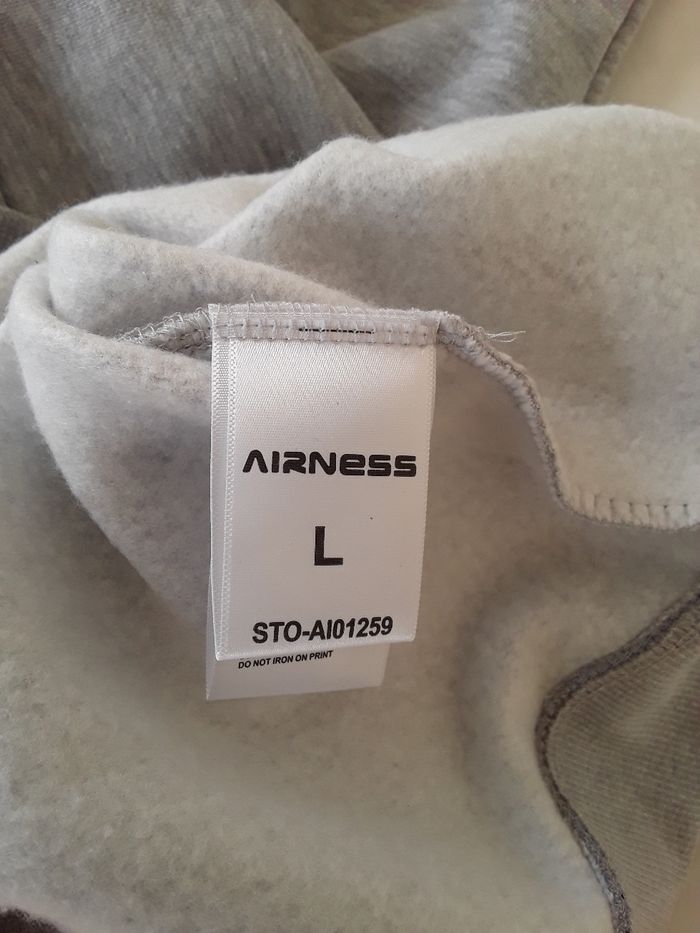 AIRNESS
L
STO-AI01259
DO NOT IRON ON PRINT